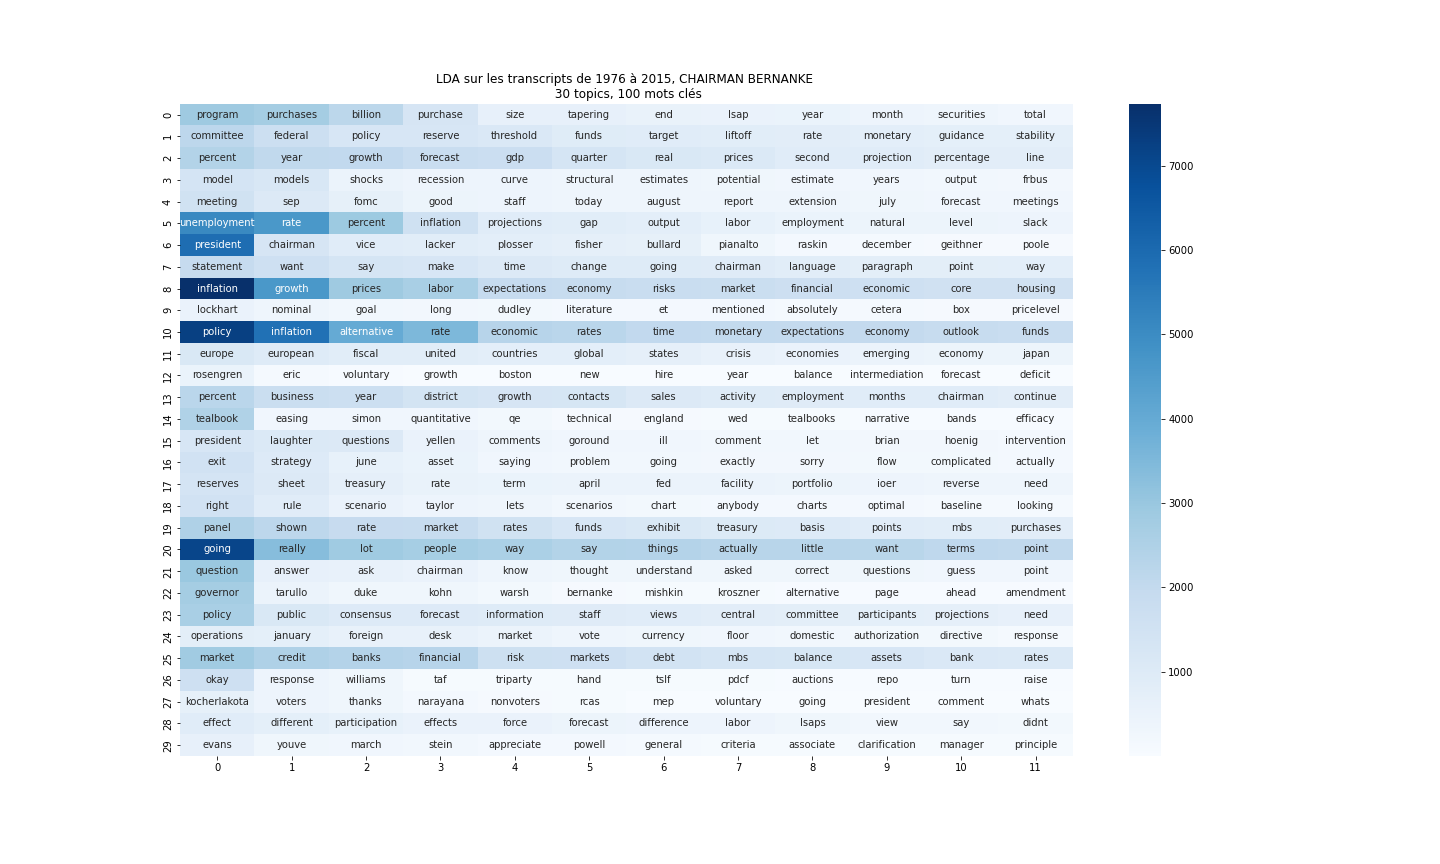 LDA sur les transcripts de 1976 à 2015, CHAIRMAN BERNANKE
30 topics, 100 mots clés
0 program purchases billion purchase size tapering end lsap year month securities total
1 committee federal policy reserve threshold funds target liftoff rate monetary guidance stability
2 percent year growth forecast gdp quarter real prices second projection percentage line
3 model models shocks recession curve structural estimates potential estimate years output frbus
4 meeting sep fomc good staff today august report extension july forecast meetings
5 unemployment rate percent inflation projections gap output labor employment natural level slack
6 president chairman vice lacker plosser fisher bullard pianalto raskin december geithner poole
7 statement want say make time change going chairman language paragraph point way
8 inflation growth prices labor expectations economy risks market financial economic core housing
9 lockhart nominal goal long dudley literature et mentioned absolutely cetera box pricelevel
10 policy inflation alternative rate economic rates time monetary expectations economy outlook funds
11 europe european fiscal united countries global states crisis economies emerging economy japan
12 rosengren eric voluntary growth boston new hire year balance intermediation forecast deficit
13 percent business year district growth contacts sales activity employment months chairman continue
14 tealbook easing simon quantitative qe technical england wed tealbooks narrative bands efficacy
15 president laughter questions yellen comments goround ill comment let brian hoenig intervention
16 exit strategy june asset saying problem going exactly sorry flow complicated actually
17 reserves sheet treasury rate term april fed facility portfolio ioer reverse need
18 right rule scenario taylor lets scenarios chart anybody charts optimal baseline looking
19 panel shown rate market rates funds exhibit treasury basis points mbs purchases
20 going really lot people way say things actually little want terms point
21 question answer ask chairman know thought understand asked correct questions guess point
22 governor tarullo duke kohn warsh bernanke mishkin kroszner alternative page ahead amendment
23 policy public consensus forecast information staff views central committee participants projections need
24 operations january foreign desk market vote currency floor domestic authorization directive response
25 market credit banks financial risk markets debt mbs balance assets bank rates
26 okay response williams taf triparty hand tslf pdcf auctions repo turn raise
27 kocherlakota voters thanks narayana nonvoters rcas mep voluntary going president comment whats
28 effect different participation effects force forecast difference labor lsaps view say didnt
29 evans youve march stein appreciate powell general criteria associate clarification manager principle
0 1 2 3 4 5 6 7 8 9 10 11
7000
6000
5000
4000
3000
2000
1000